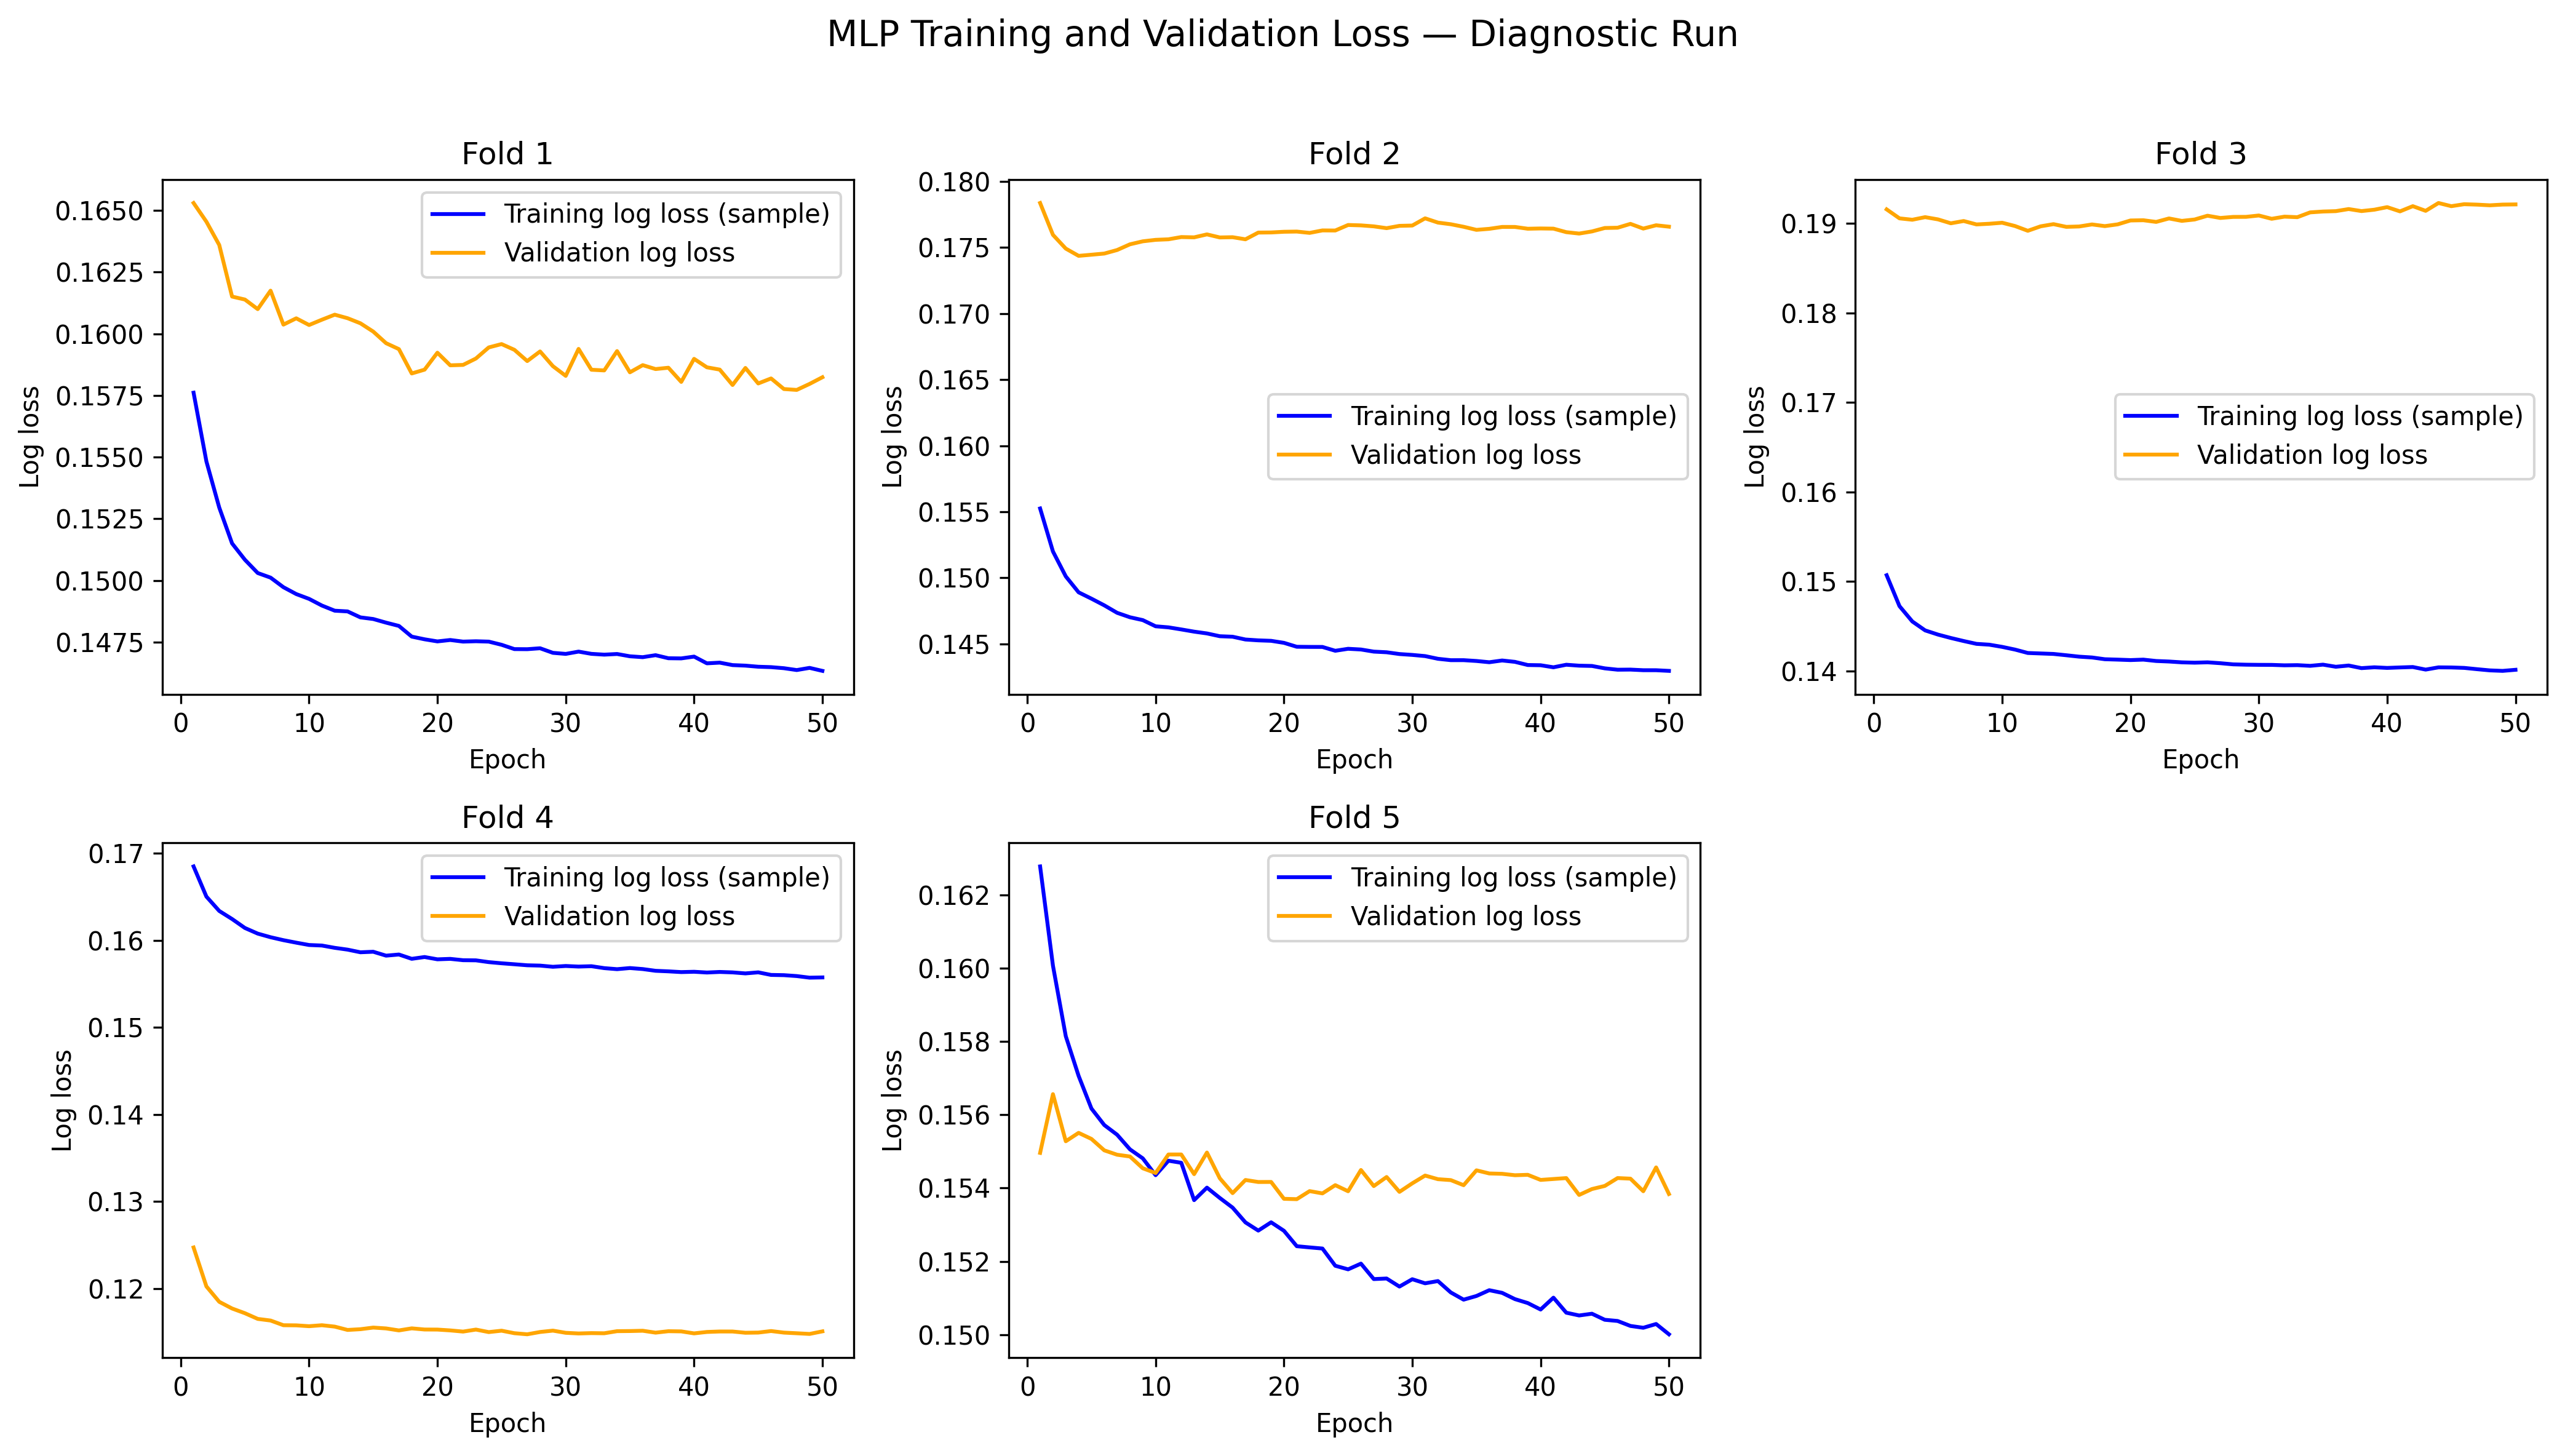 MLP Training and Validation Loss — Diagnostic Run
Fold 1
Training log loss (sample)
Validation log loss
0.1650
0.1625
0.1600
0.1575
0.1550
0.1525
0.1500
0.1475
Log loss
0 10 20 30 40 50
Epoch
Fold 2
Training log loss (sample)
Validation log loss
0.180
0.175
0.170
0.165
0.160
0.155
0.150
0.145
Log loss
0 10 20 30 40 50
Epoch
Fold 3
Training log loss (sample)
Validation log loss
0.19
0.18
0.17
0.16
0.15
0.14
Log loss
0 10 20 30 40 50
Epoch
Fold 4
Training log loss (sample)
Validation log loss
0.17
0.16
0.15
0.14
0.13
0.12
Log loss
0 10 20 30 40 50
Epoch
Fold 5
Training log loss (sample)
Validation log loss
0.162
0.160
0.158
0.156
0.154
0.152
0.150
Log loss
0 10 20 30 40 50
Epoch